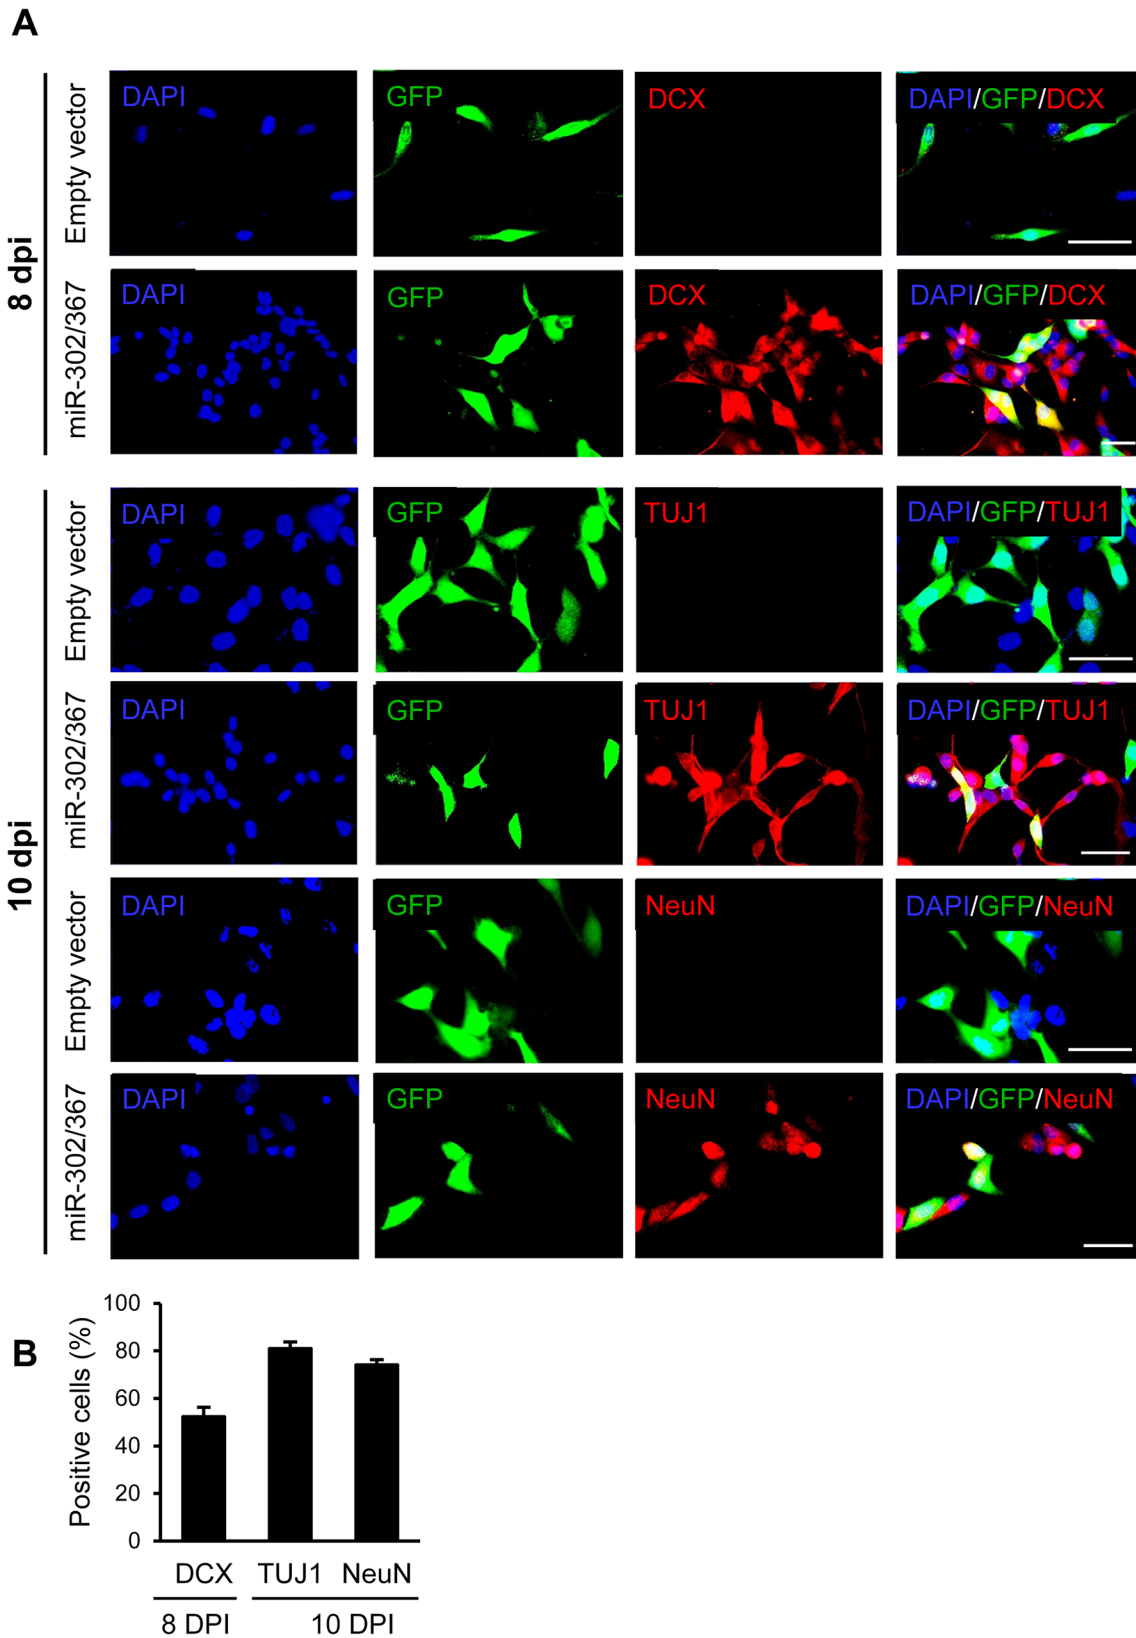 A
8 dpi
Empty vector
DAPI
GFP
DCX
DAPI/GFP/DCX
miR-302/367
DAPI
GFP
DCX
DAPI/GFP/DCX
10 dpi
Empty vector
DAPI
GFP
TUJ1
DAPI/GFP/TUJ1
miR-302/367
DAPI
GFP
TUJ1
DAPI/GFP/TUJ1
Empty vector
DAPI
GFP
NeuN
DAPI/GFP/NeuN
miR-302/367
DAPI
GFP
NeuN
DAPI/GFP/NeuN
B
Positive cells (%)
100
80
60
40
20
0
DCX TUJ1 NeuN
8 DPI 10 DPI